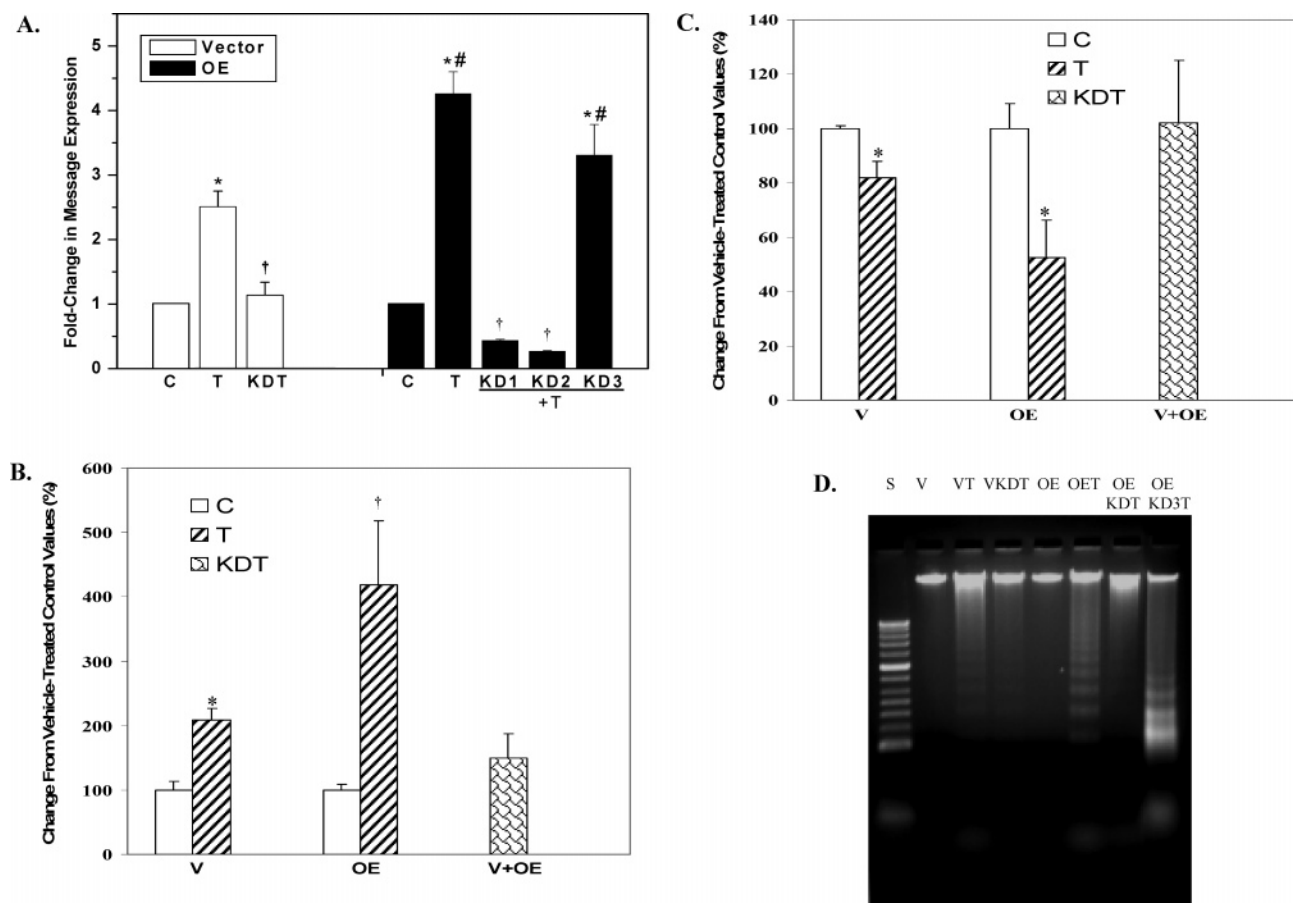 A.
Vector
OE
Fold-Change in Message Expression
5
4
3
2
1
0
*
†
*#
†
†
*#
C T KDT C T KD1 KD2 KD3
+T
B.
Change From Vehicle-Treated Control Values (%)
600
500
400
300
200
100
0
C
T
KDT
*
†
V OE V+OE
C.
Change From Vehicle-Treated Control Values (%)
140
120
100
80
60
40
20
0
C
T
KDT
*
*
V OE V+OE
D.
S V VT VKDT OE OET OE OE
KDT KD3T